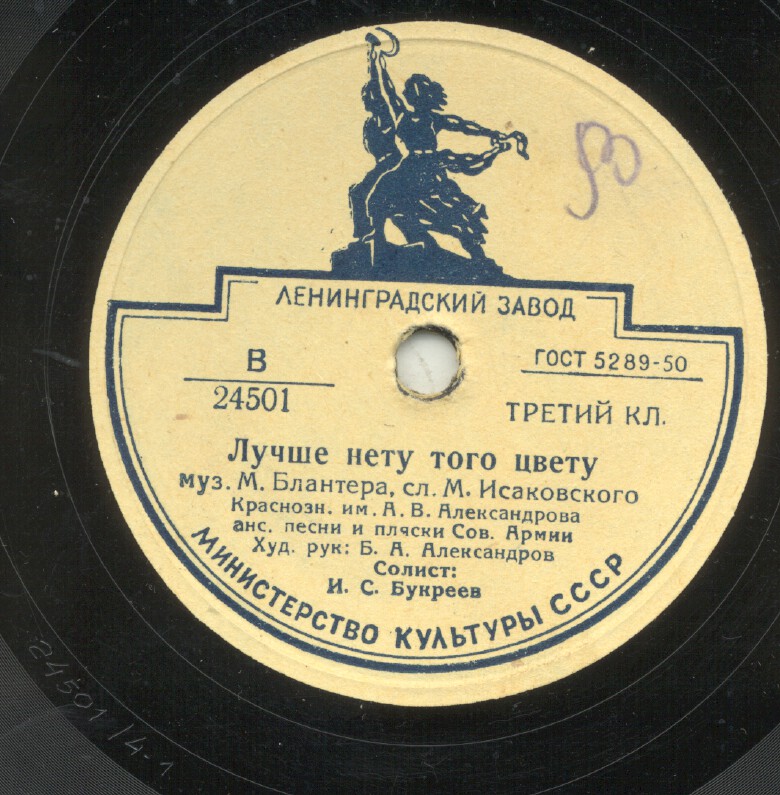 ЛЕНИНГРАДСКИЙ ЗАВОД
В
24501
ГОСТ 5289-50
ТРЕТИЙ КЛ.
Лучше нету того цвету
муз. М. Блантера, сл. М. Исаковского
Краснозн. им. А. В. Александрова
анс. песни и пляски Сов. Армии
Худ. рук: Б. А. Александров
Солист:
И. С. Букреев
МИНИСТЕРСТВО КУЛЬТУРЫ СССР
24501/4-1